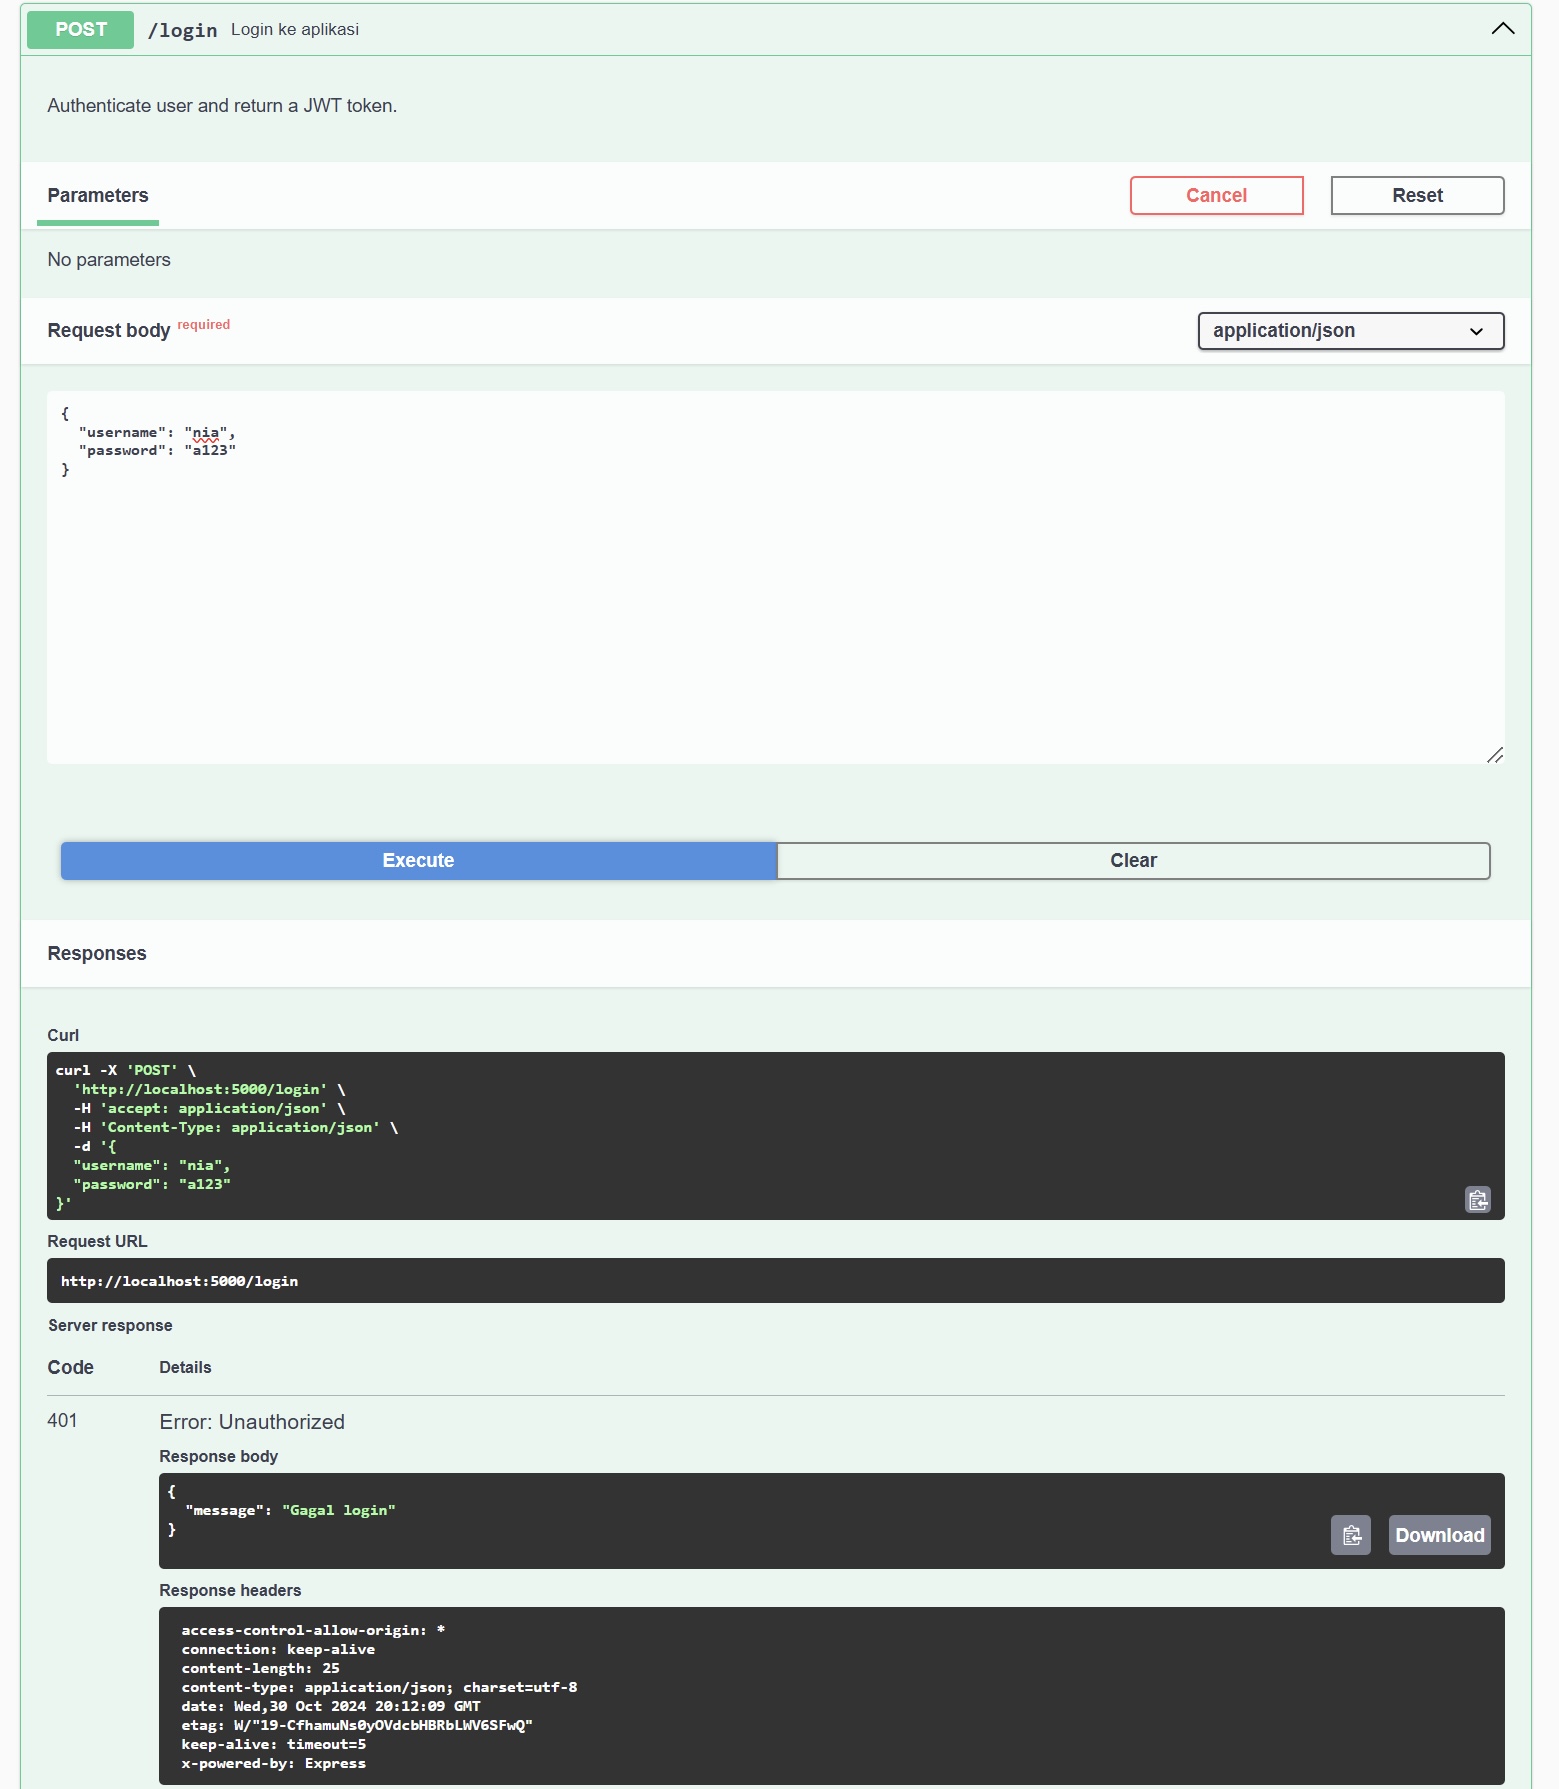 POST /login Login ke aplikasi
Authenticate user and return a JWT token.
Parameters Cancel Reset
No parameters
Request body required application/json
{
  "username": "nia",
  "password": "a123"
}
Execute Clear
Responses
Curl
curl -X 'POST' \
  'http://localhost:5000/login' \
  -H 'accept: application/json' \
  -H 'Content-Type: application/json' \
  -d '{
  "username": "nia",
  "password": "a123"
}'
Request URL
http://localhost:5000/login
Server response
Code Details
401 Error: Unauthorized
Response body
{
  "message": "Gagal login"
}
Download
Response headers
access-control-allow-origin: *
connection: keep-alive
content-length: 25
content-type: application/json; charset=utf-8
date: Wed,30 Oct 2024 20:12:09 GMT
etag: W/"19-CfhamuNs0yOVdcbHBRbLWV6SFwQ"
keep-alive: timeout=5
x-powered-by: Express